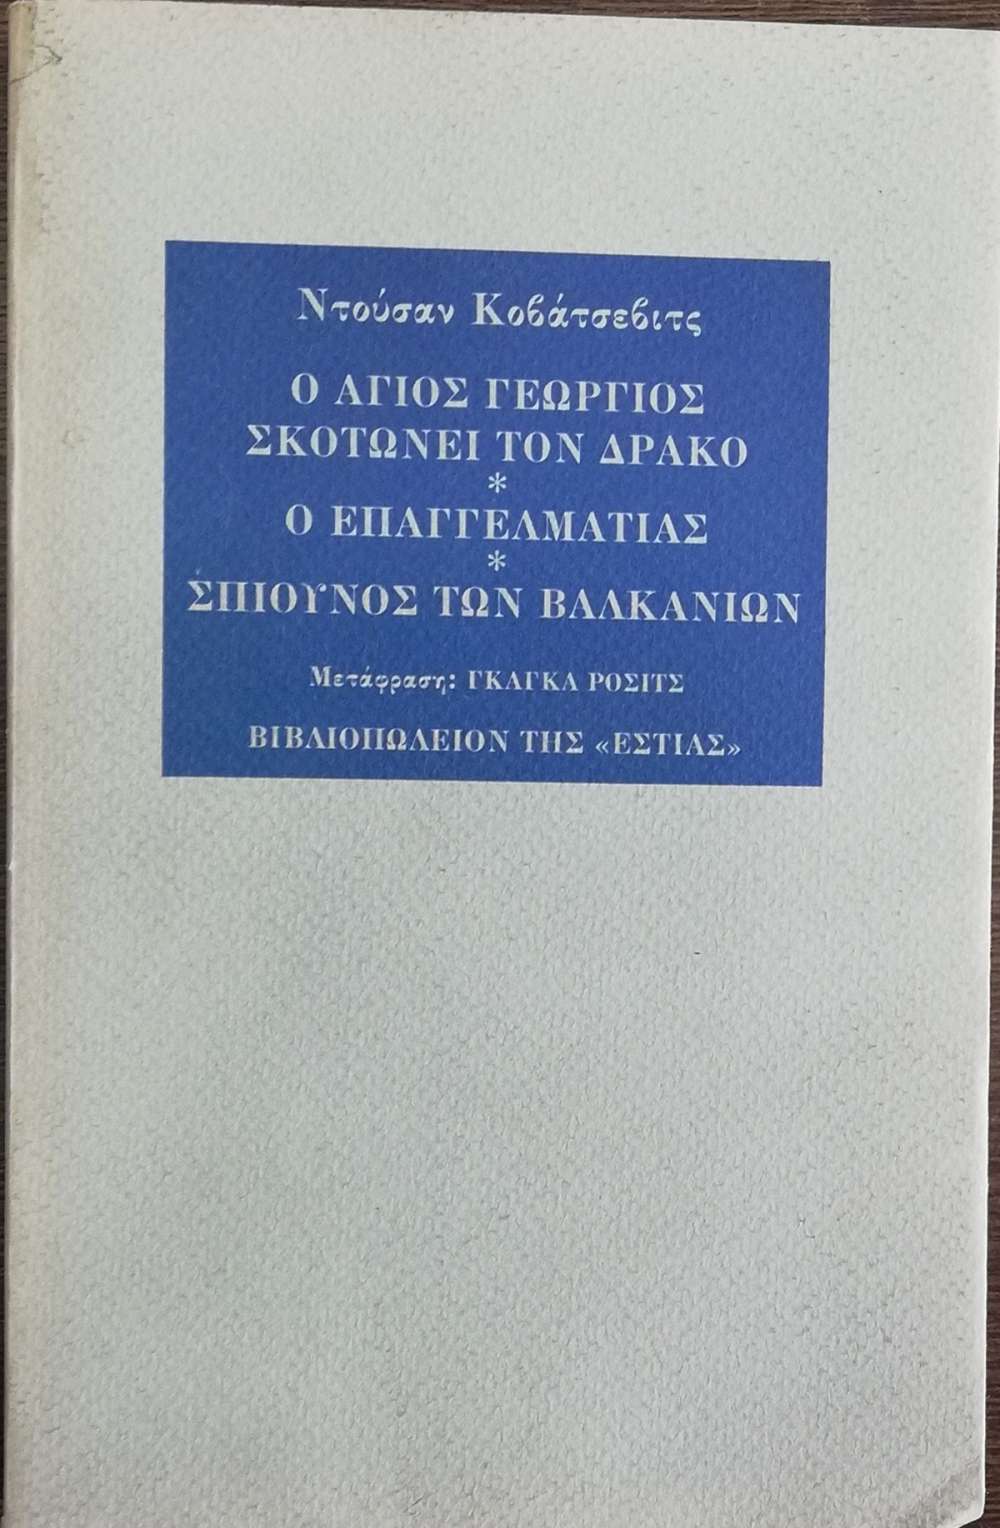 Ντούσαν Κοβάτσεβιτς
Ο ΑΓΙΟΣ ΓΕΩΡΓΙΟΣ
ΣΚΟΤΩΝΕΙ ΤΟΝ ΔΡΑΚΟ
*
Ο ΕΠΑΓΓΕΛΜΑΤΙΑΣ
*
ΣΠΙΟΥΝΟΣ ΤΩΝ ΒΑΛΚΑΝΙΩΝ
Μετάφραση: ΓΚΑΓΚΑ ΡΟΣΙΤΣ
ΒΙΒΛΙΟΠΩΛΕΙΟΝ ΤΗΣ «ΕΣΤΙΑΣ»